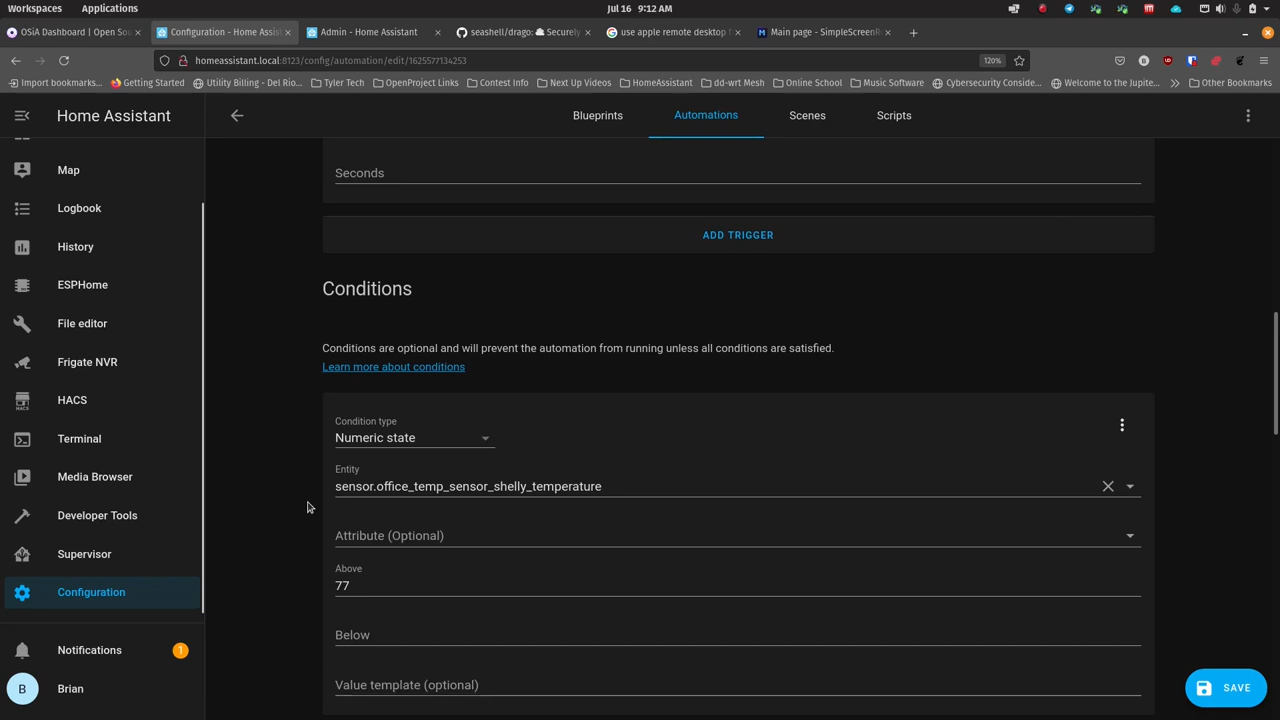 Workspaces Applications Jul 16 9:12 AM
OSiA Dashboard | Open Sou Configuration - Home Assis Admin - Home Assistant seashell/drago: ☁ Securely use apple remote desktop f M Main page - SimpleScreenR
homeassistant.local:8123/config/automation/edit/1625577134253 120%
Import bookmarks... Getting Started Utility Billing - Del Rio... Tyler Tech OpenProject Links Contest Info Next Up Videos HomeAssistant dd-wrt Mesh Online School Music Software Cybersecurity Conside... Welcome to the Jupite... Other Bookmarks
Home Assistant
Blueprints Automations Scenes Scripts
Map
Logbook
History
ESPHome
File editor
Frigate NVR
HACS
HACS
Terminal
Media Browser
Developer Tools
Supervisor
Configuration
Notifications 1
B Brian
Seconds
ADD TRIGGER
Conditions
Conditions are optional and will prevent the automation from running unless all conditions are satisfied.
Learn more about conditions
Condition type
Numeric state
Entity
sensor.office_temp_sensor_shelly_temperature
Attribute (Optional)
Above
77
Below
Value template (optional)
SAVE